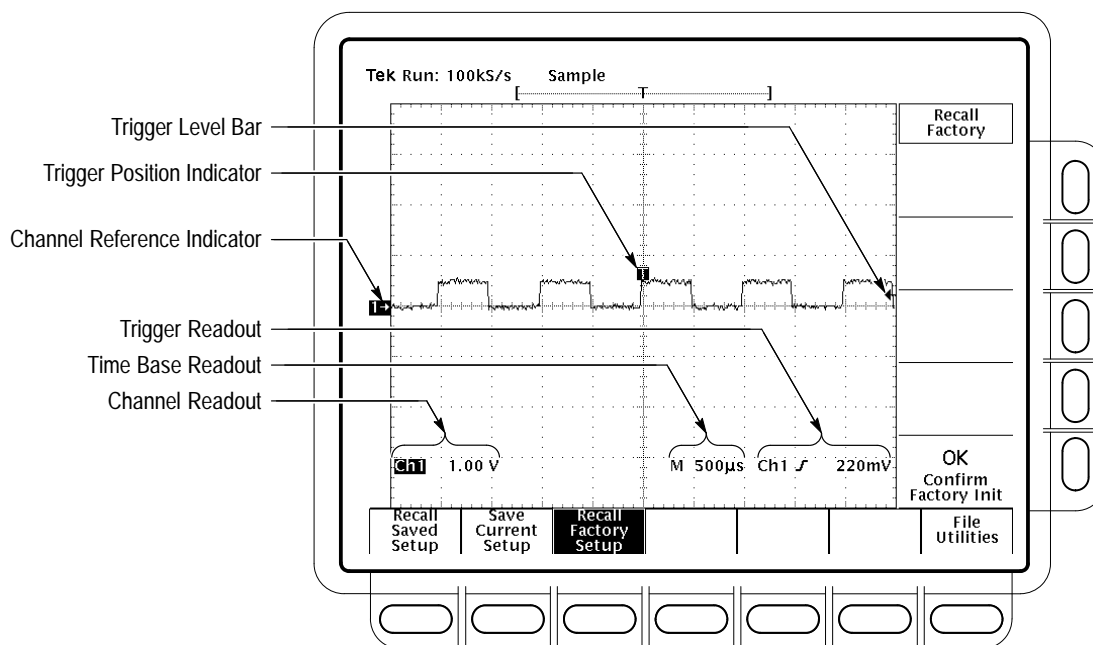 Tek Run: 100kS/s Sample
[ T ]
Trigger Level Bar
Trigger Position Indicator
Channel Reference Indicator
Trigger Readout
Time Base Readout
Channel Readout
T
1→
Ch1 1.00 V
M 500µs
Ch1 220mV
Recall
Factory
OK
Confirm
Factory Init
Recall
Saved
Setup
Save
Current
Setup
Recall
Factory
Setup
File
Utilities